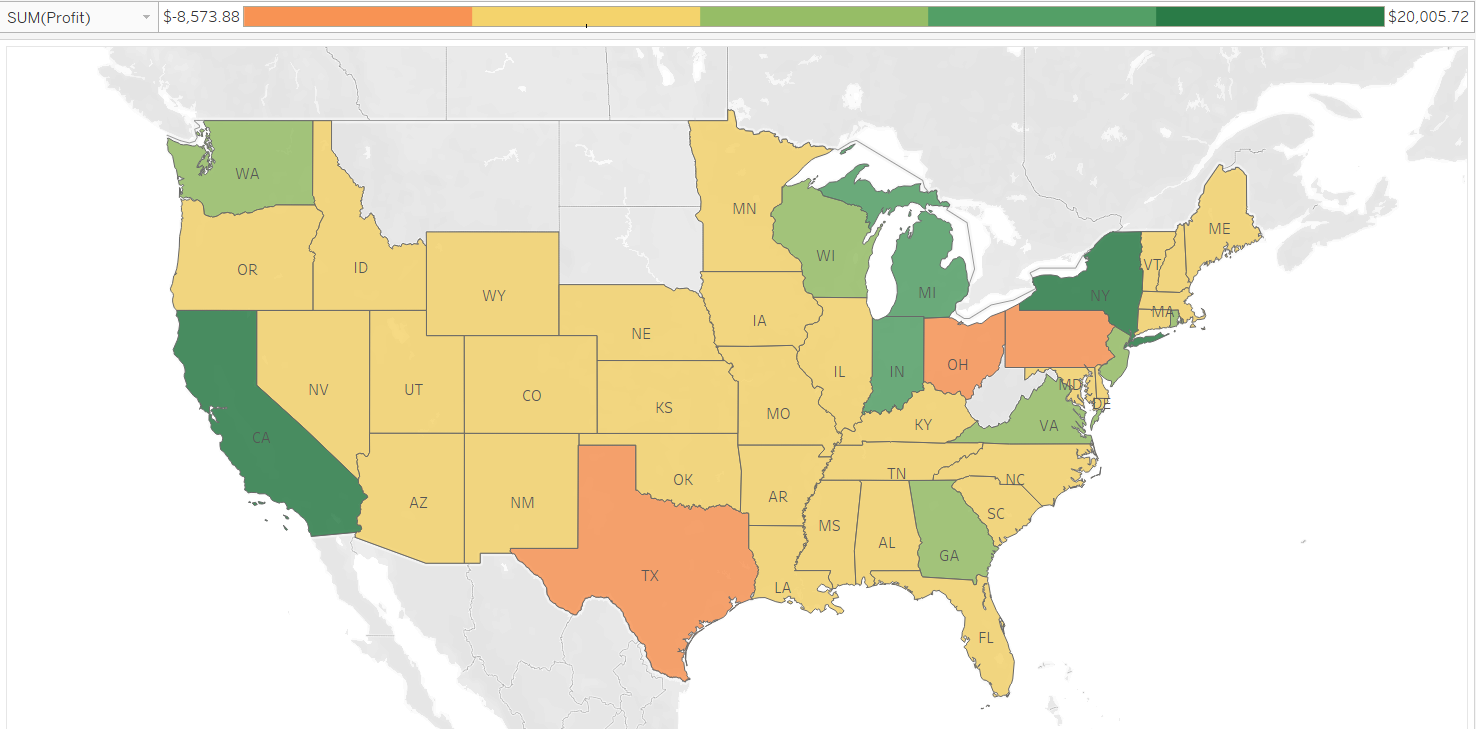 SUM(Profit)
$-8,573.88
$20,005.72
WA
MN
ME
WI
VT
OR
ID
MI
WY
NY
MA
IA
NE
OH
IL
IN
MD
NV
UT
CO
DE
KS
MO
KY
VA
CA
TN
NC
OK
AR
AZ
NM
SC
MS
AL
GA
TX
LA
FL